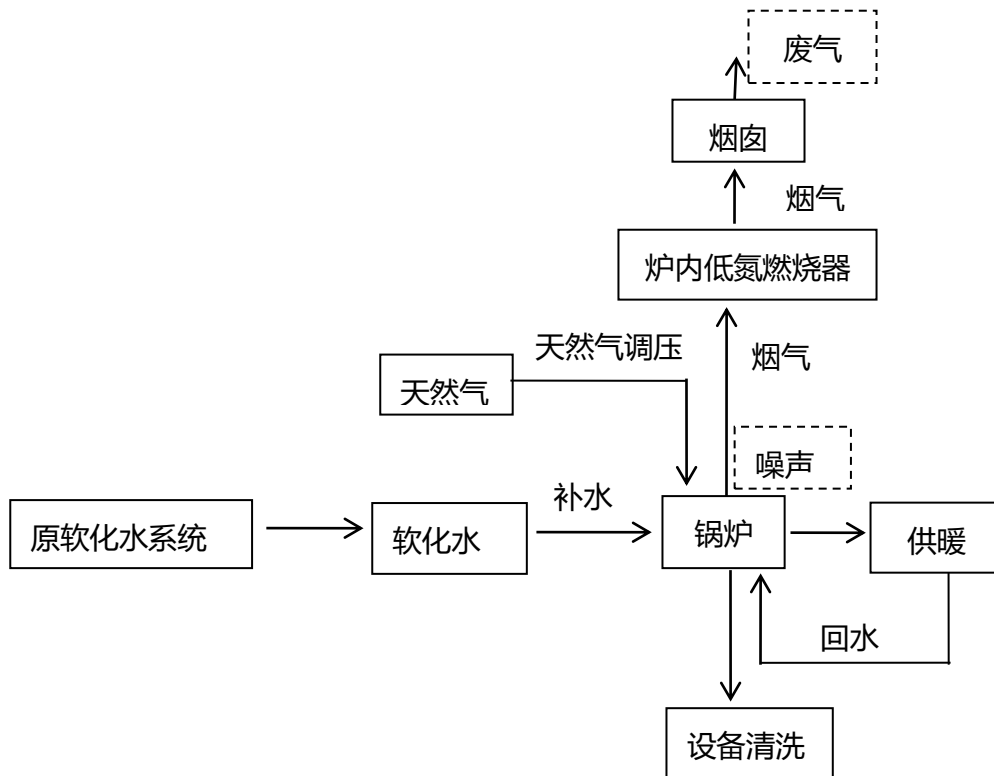 废气
烟囱
烟气
炉内低氮燃烧器
天然气调压
烟气
天然气
噪声
补水
原软化水系统
软化水
锅炉
供暖
回水
设备清洗